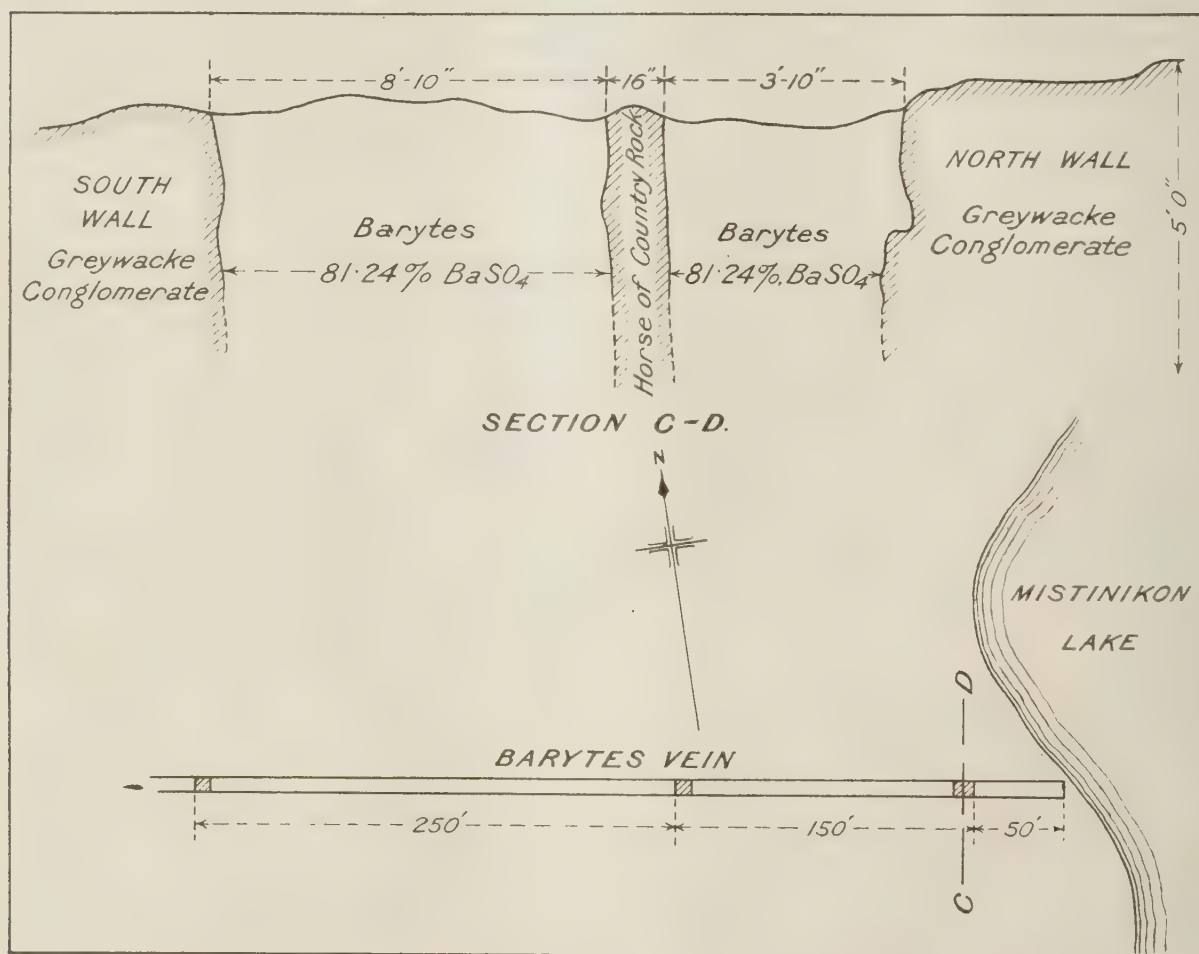 8'-10"
16"
3'-10"
SOUTH
WALL
Greywacke
Conglomerate
Barytes
81·24% BaSO₄
Horse of Country Rock
Barytes
81·24%. BaSO₄
NORTH WALL
Greywacke
Conglomerate
5'0"
SECTION C-D.
N
MISTINIKON
LAKE
D
BARYTES VEIN
250'
150'
50'
C